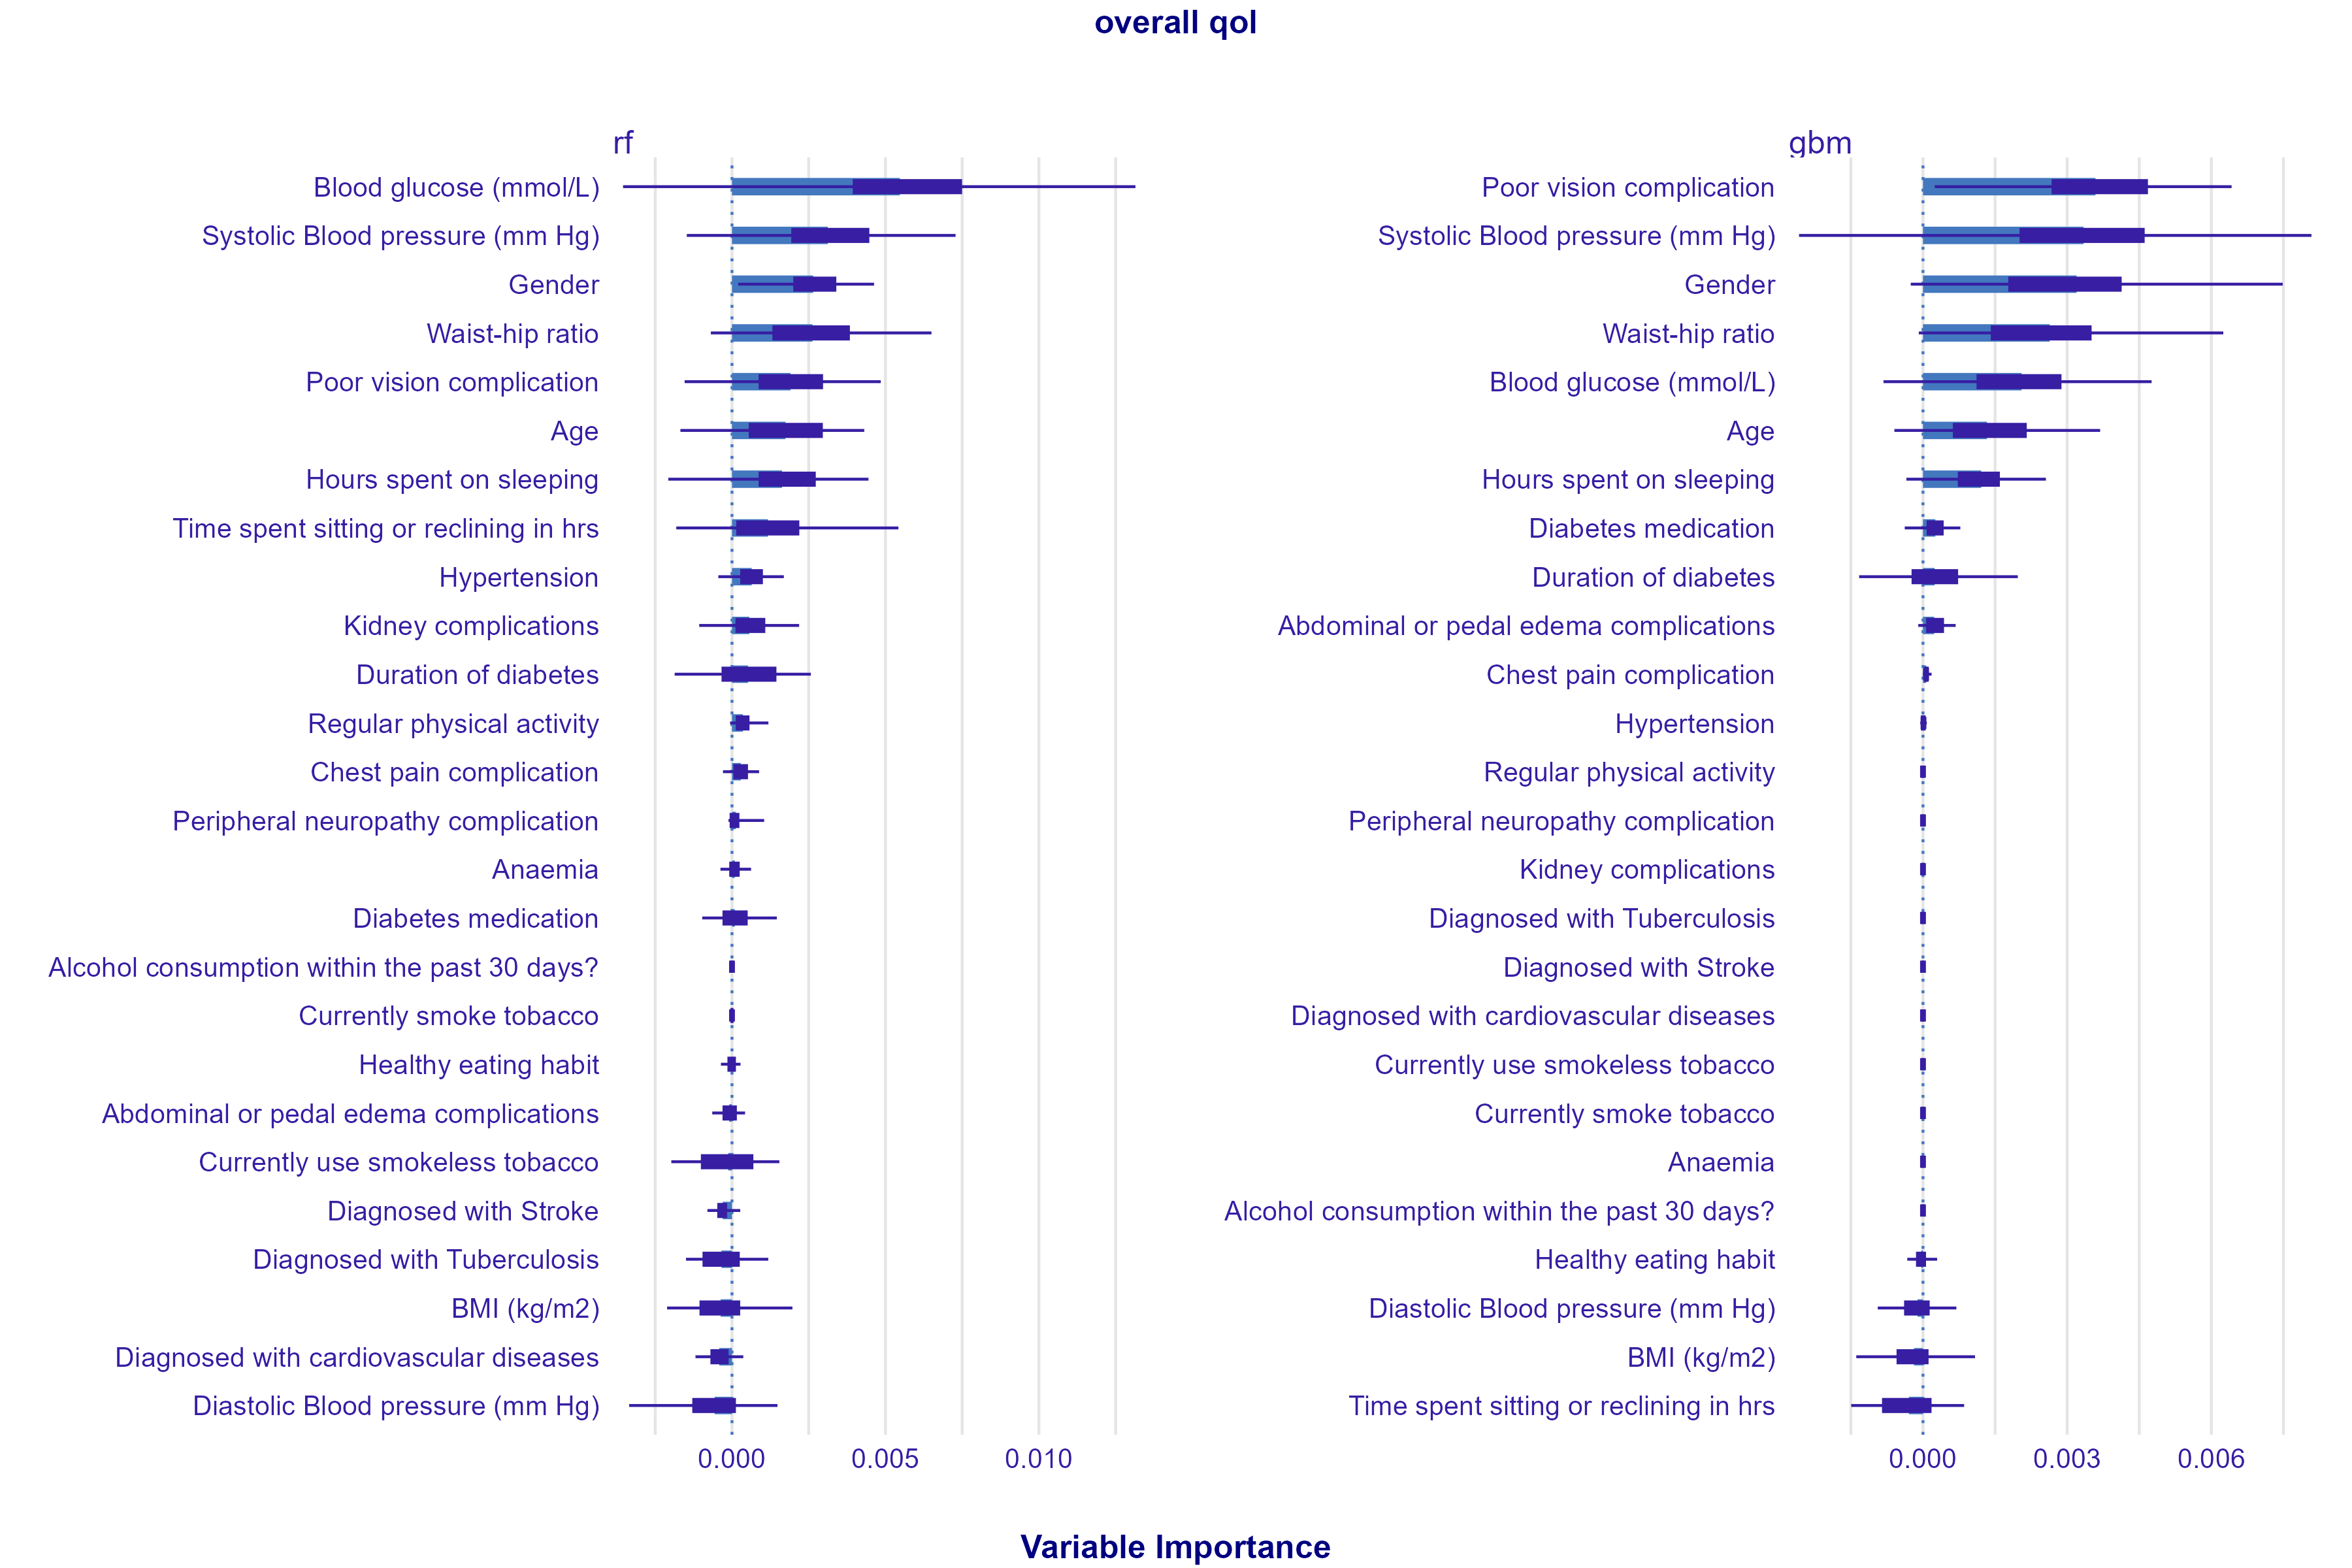 overall qol
rf
Blood glucose (mmol/L)
Systolic Blood pressure (mm Hg)
Gender
Waist-hip ratio
Poor vision complication
Age
Hours spent on sleeping
Time spent sitting or reclining in hrs
Hypertension
Kidney complications
Duration of diabetes
Regular physical activity
Chest pain complication
Peripheral neuropathy complication
Anaemia
Diabetes medication
Alcohol consumption within the past 30 days?
Currently smoke tobacco
Healthy eating habit
Abdominal or pedal edema complications
Currently use smokeless tobacco
Diagnosed with Stroke
Diagnosed with Tuberculosis
BMI (kg/m2)
Diagnosed with cardiovascular diseases
Diastolic Blood pressure (mm Hg)
0.000 0.005 0.010
gbm
Poor vision complication
Systolic Blood pressure (mm Hg)
Gender
Waist-hip ratio
Blood glucose (mmol/L)
Age
Hours spent on sleeping
Diabetes medication
Duration of diabetes
Abdominal or pedal edema complications
Chest pain complication
Hypertension
Regular physical activity
Peripheral neuropathy complication
Kidney complications
Diagnosed with Tuberculosis
Diagnosed with Stroke
Diagnosed with cardiovascular diseases
Currently use smokeless tobacco
Currently smoke tobacco
Anaemia
Alcohol consumption within the past 30 days?
Healthy eating habit
Diastolic Blood pressure (mm Hg)
BMI (kg/m2)
Time spent sitting or reclining in hrs
0.000 0.003 0.006
Variable Importance